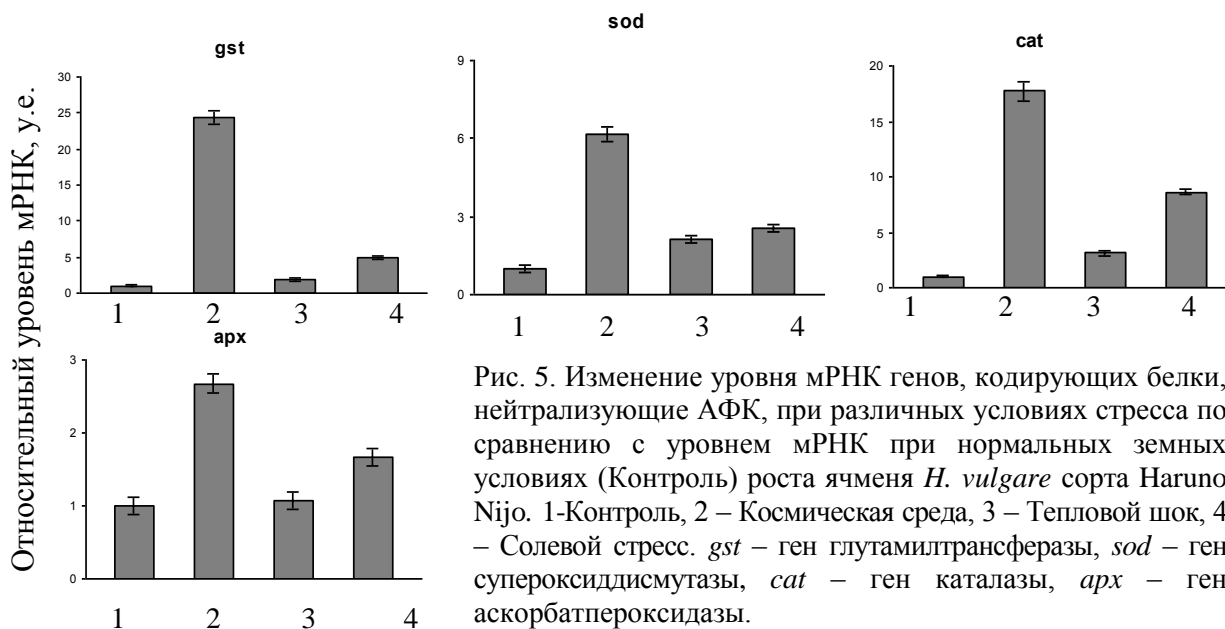 sod
gst
cat
Относительный уровень мРНК, у.е.
30
25
20
15
10
5
0
1 2 3 4
9
6
3
0
1 2 3 4
20
15
10
5
0
1 2 3 4
apx
3
2
1
0
1 2 3 4
Рис. 5. Изменение уровня мРНК генов, кодирующих белки,
нейтрализующие АФК, при различных условиях стресса по
сравнению с уровнем мРНК при нормальных земных
условиях (Контроль) роста ячменя H. vulgare сорта Haruno
Nijo. 1-Контроль, 2 – Космическая среда, 3 – Тепловой шок, 4
– Солевой стресс. gst – ген глутамилтрансферазы, sod – ген
супероксиддисмутазы, cat – ген каталазы, apx – ген
аскорбатпероксидазы.